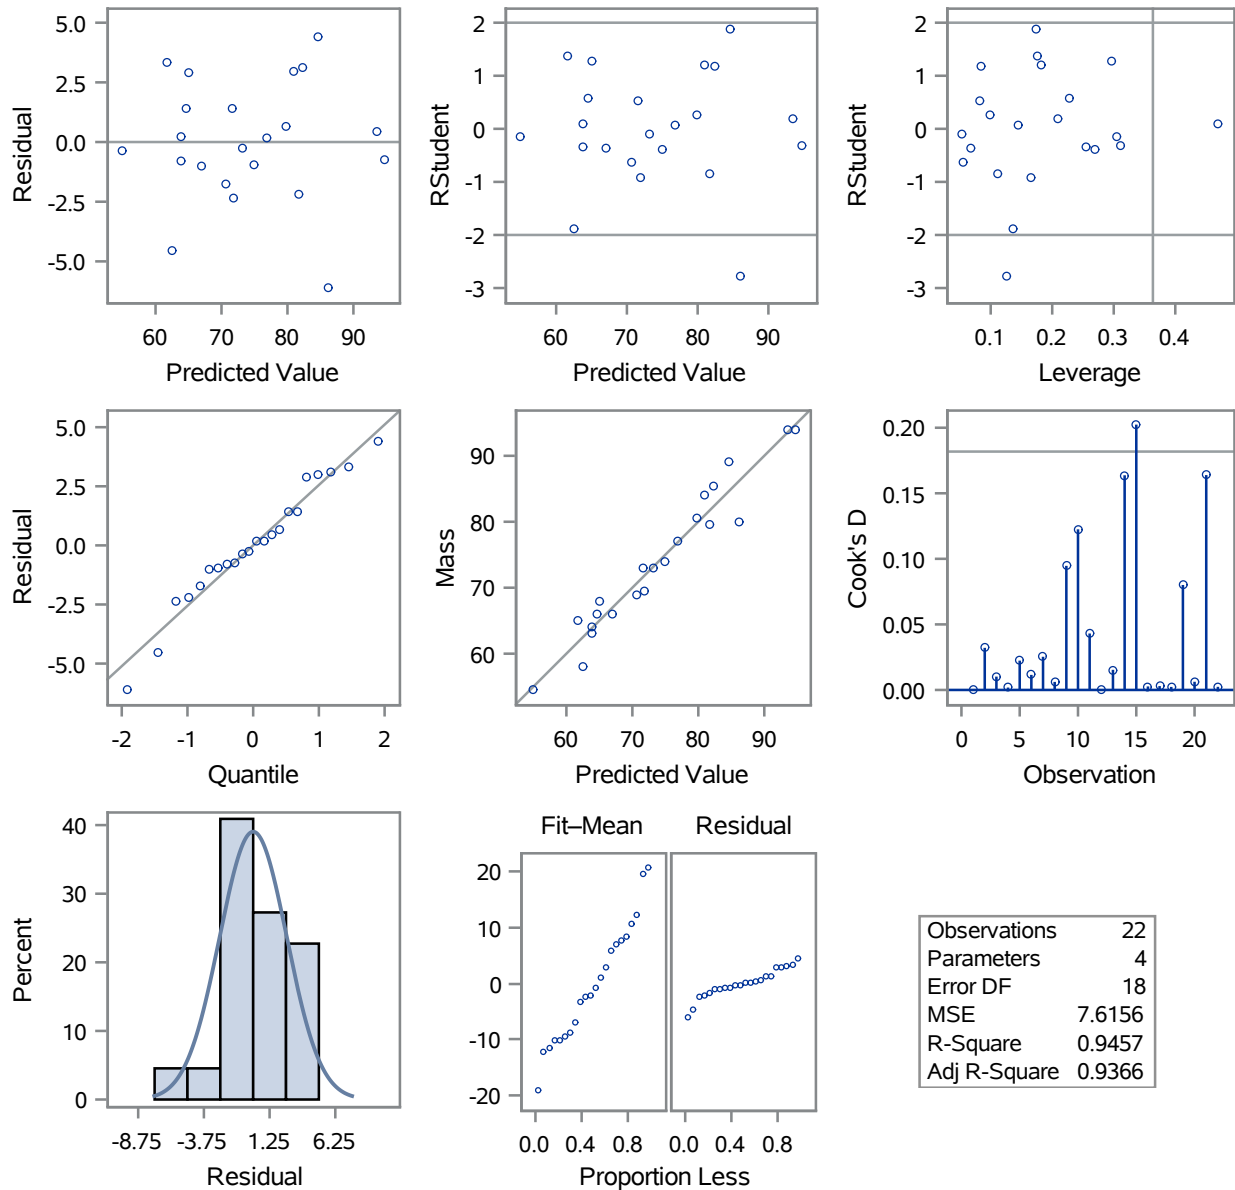 5.0
2.5
0.0
-2.5
-5.0
Residual
60 70 80 90
Predicted Value
2
1
0
-1
-2
-3
RStudent
60 70 80 90
Predicted Value
2
1
0
-1
-2
-3
RStudent
0.1 0.2 0.3 0.4
Leverage
5.0
2.5
0.0
-2.5
-5.0
Residual
-2 -1 0 1 2
Quantile
90
80
70
60
Mass
60 70 80 90
Predicted Value
0.20
0.15
0.10
0.05
0.00
Cook's D
0 5 10 15 20
Observation
40
30
20
10
0
Percent
-8.75 -3.75 1.25 6.25
Residual
Fit–Mean Residual
20
10
0
-10
-20
0.0 0.4 0.8 0.0 0.4 0.8
Proportion Less
Observations 22
Parameters 4
Error DF 18
MSE 7.6156
R-Square 0.9457
Adj R-Square 0.9366